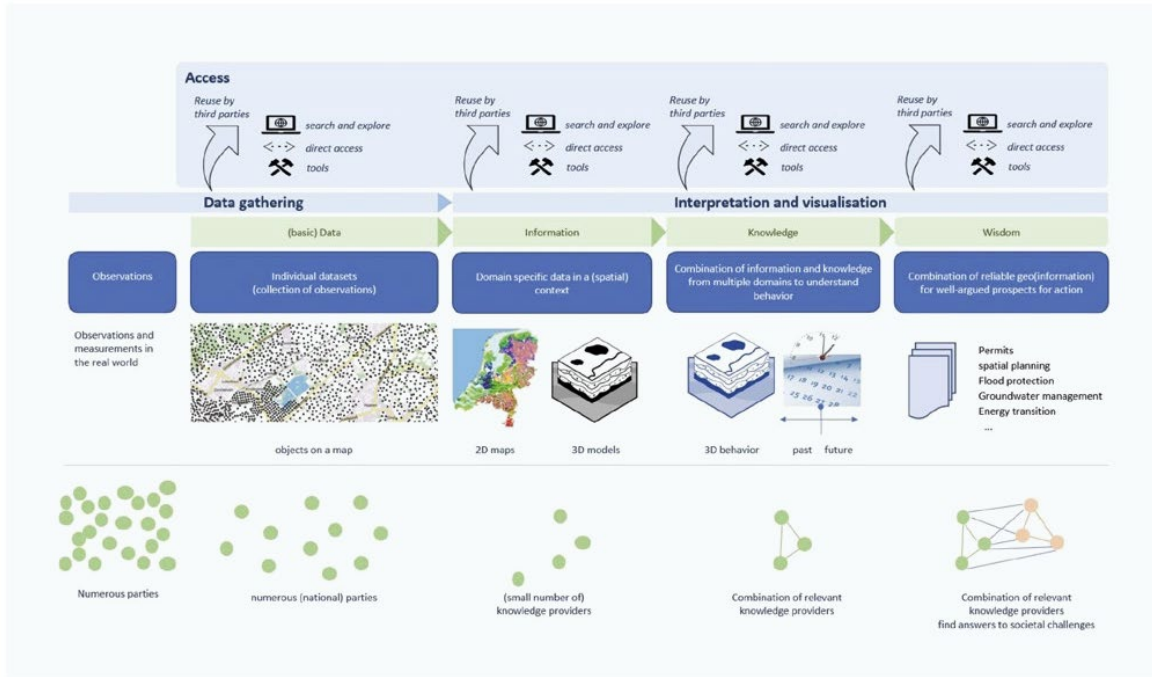 Access
Reuse by
third parties
search and explore
direct access
tools
Reuse by
third parties
search and explore
direct access
tools
Reuse by
third parties
search and explore
direct access
tools
Reuse by
third parties
search and explore
direct access
tools
Data gathering
Interpretation and visualisation
(basic) Data
Information
Knowledge
Wisdom
Observations
Individual datasets
(collection of observations)
Domain specific data in a (spatial)
context
Combination of information and knowledge
from multiple domains to understand
behavior
Combination of reliable geo(information)
for well-argued prospects for action
Observations and
measurements in
the real world
objects on a map
2D maps
3D models
3D behavior
past
future
Permits
spatial planning
Flood protection
Groundwater management
Energy transition
...
Numerous parties
numerous (national) parties
(small number of)
knowledge providers
Combination of relevant
knowledge providers
Combination of relevant
knowledge providers
find answers to societal challenges